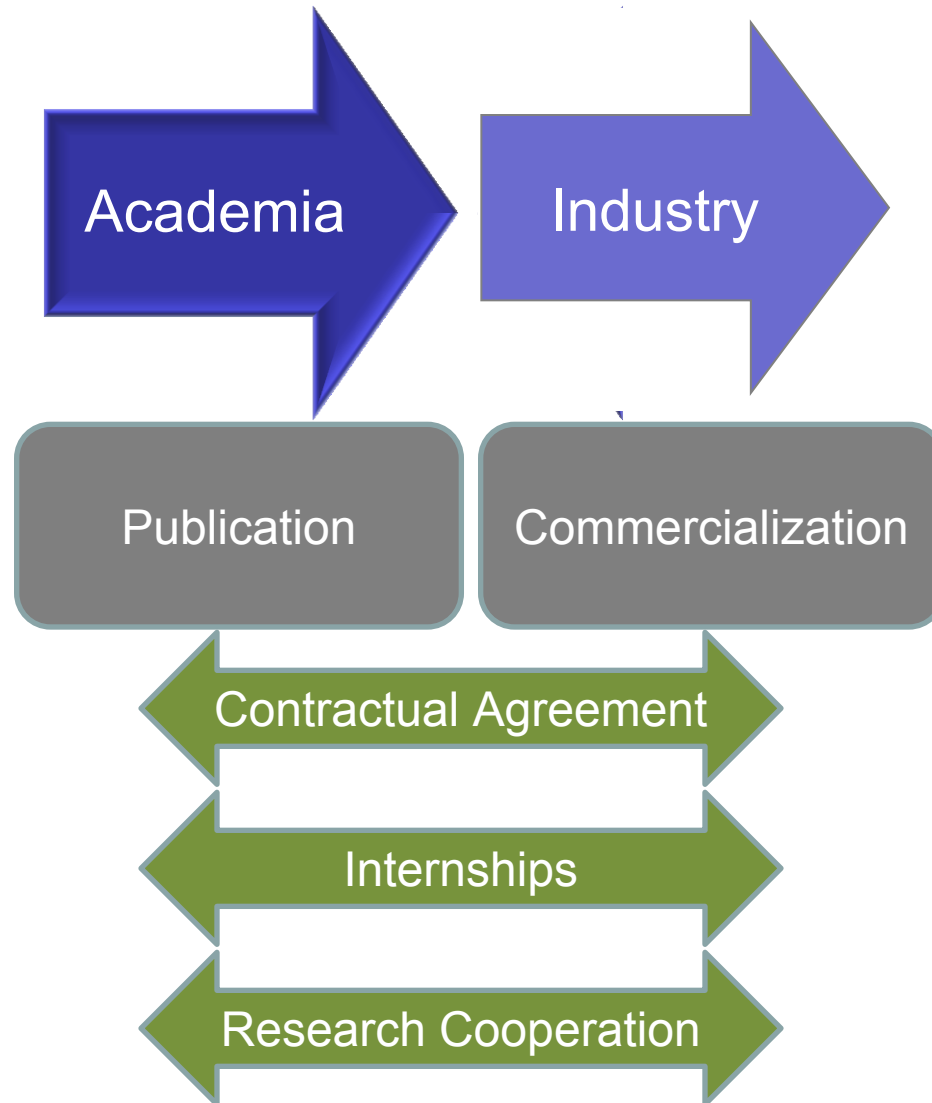 Academia
Industry
Publication
Commercialization
Contractual Agreement
Internships
Research Cooperation